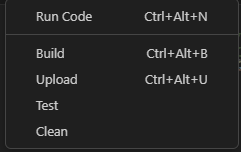 Run Code Ctrl+Alt+N
Build Ctrl+Alt+B
Upload Ctrl+Alt+U
Test
Clean